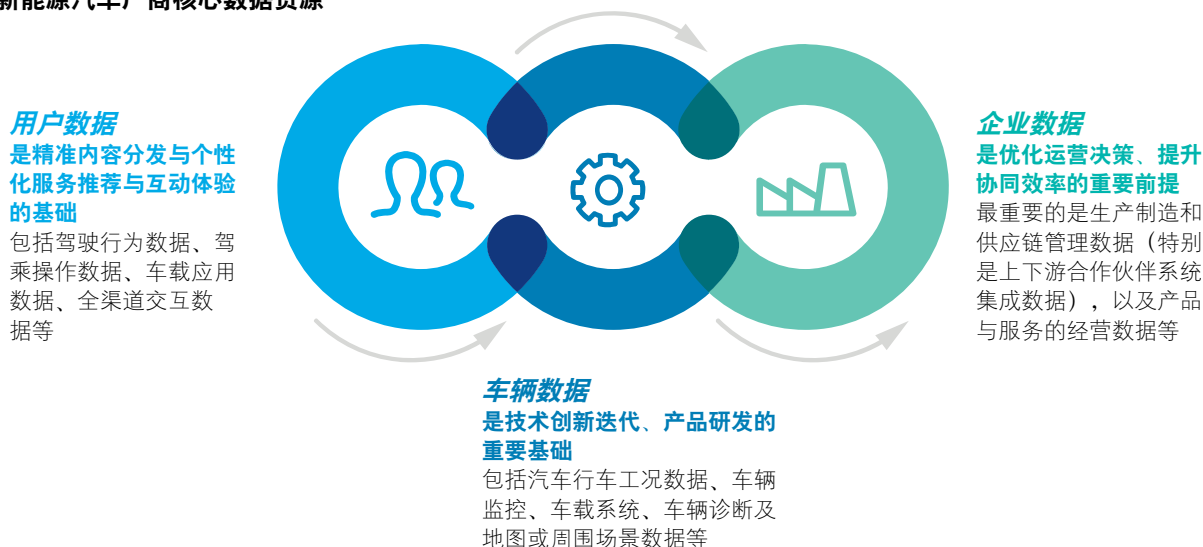 新能源汽车厂商核心数据资源
用户数据
是精准内容分发与个性
化服务推荐与互动体验
的基础
包括驾驶行为数据、驾
乘操作数据、车载应用
数据、全渠道交互数
据等
车辆数据
是技术创新迭代、产品研发的
重要基础
包括汽车行车工况数据、车辆
监控、车载系统、车辆诊断及
地图或周围场景数据等
企业数据
是优化运营决策、提升
协同效率的重要前提
最重要的是生产制造和
供应链管理数据（特别
是上下游合作伙伴系统
集成数据），以及产品
与服务的经营数据等